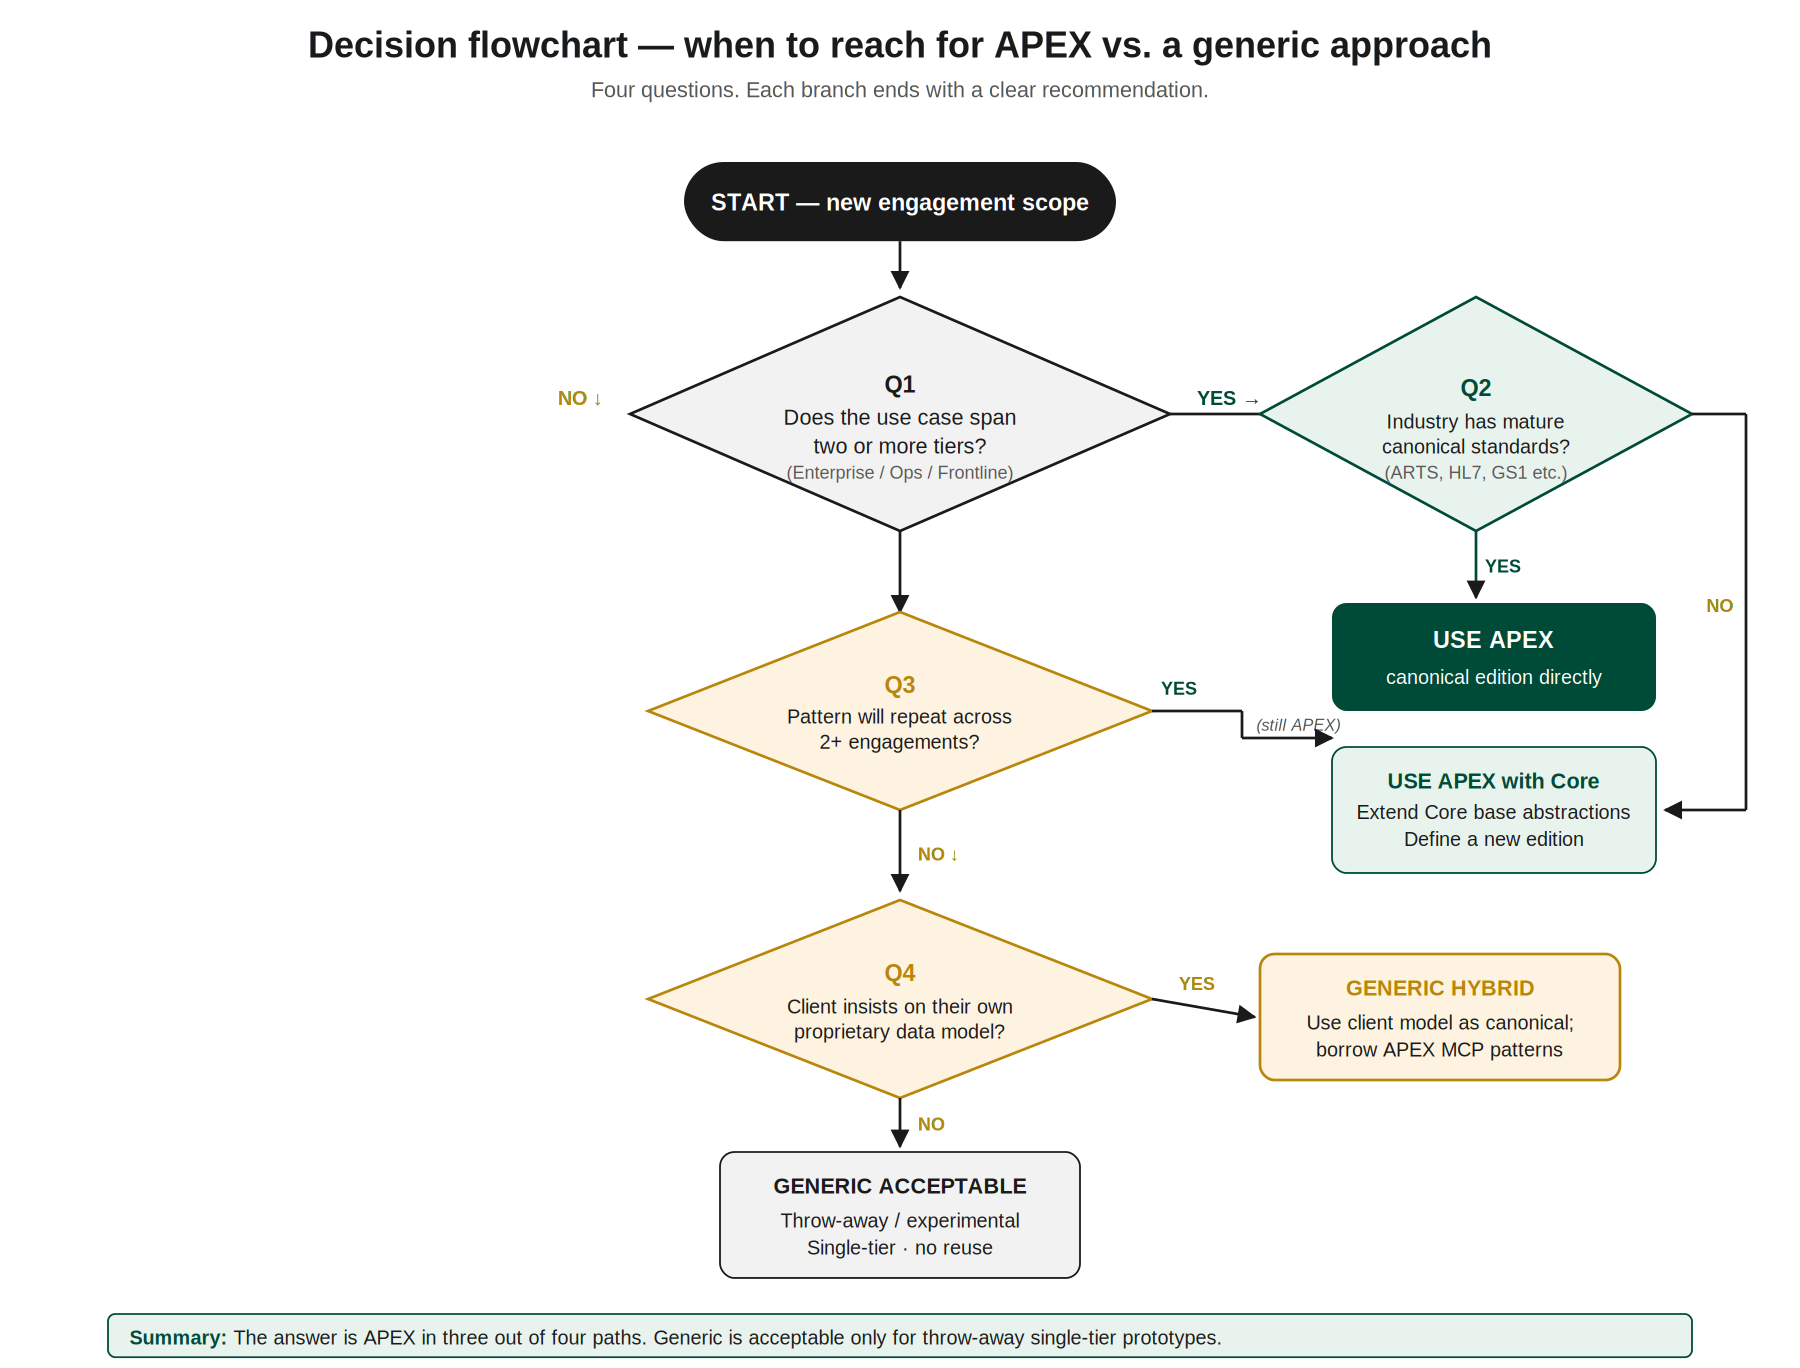 Decision flowchart — when to reach for APEX vs. a generic approach
Four questions. Each branch ends with a clear recommendation.
START — new engagement scope
NO ↓
Q1
Does the use case span
two or more tiers?
(Enterprise / Ops / Frontline)
YES →
Q2
Industry has mature
canonical standards?
(ARTS, HL7, GS1 etc.)
YES
NO
USE APEX
canonical edition directly
Q3
Pattern will repeat across
2+ engagements?
YES
(still APEX)
USE APEX with Core
Extend Core base abstractions
Define a new edition
NO ↓
Q4
Client insists on their own
proprietary data model?
YES
GENERIC HYBRID
Use client model as canonical;
borrow APEX MCP patterns
NO
GENERIC ACCEPTABLE
Throw-away / experimental
Single-tier · no reuse
Summary: The answer is APEX in three out of four paths. Generic is acceptable only for throw-away single-tier prototypes.